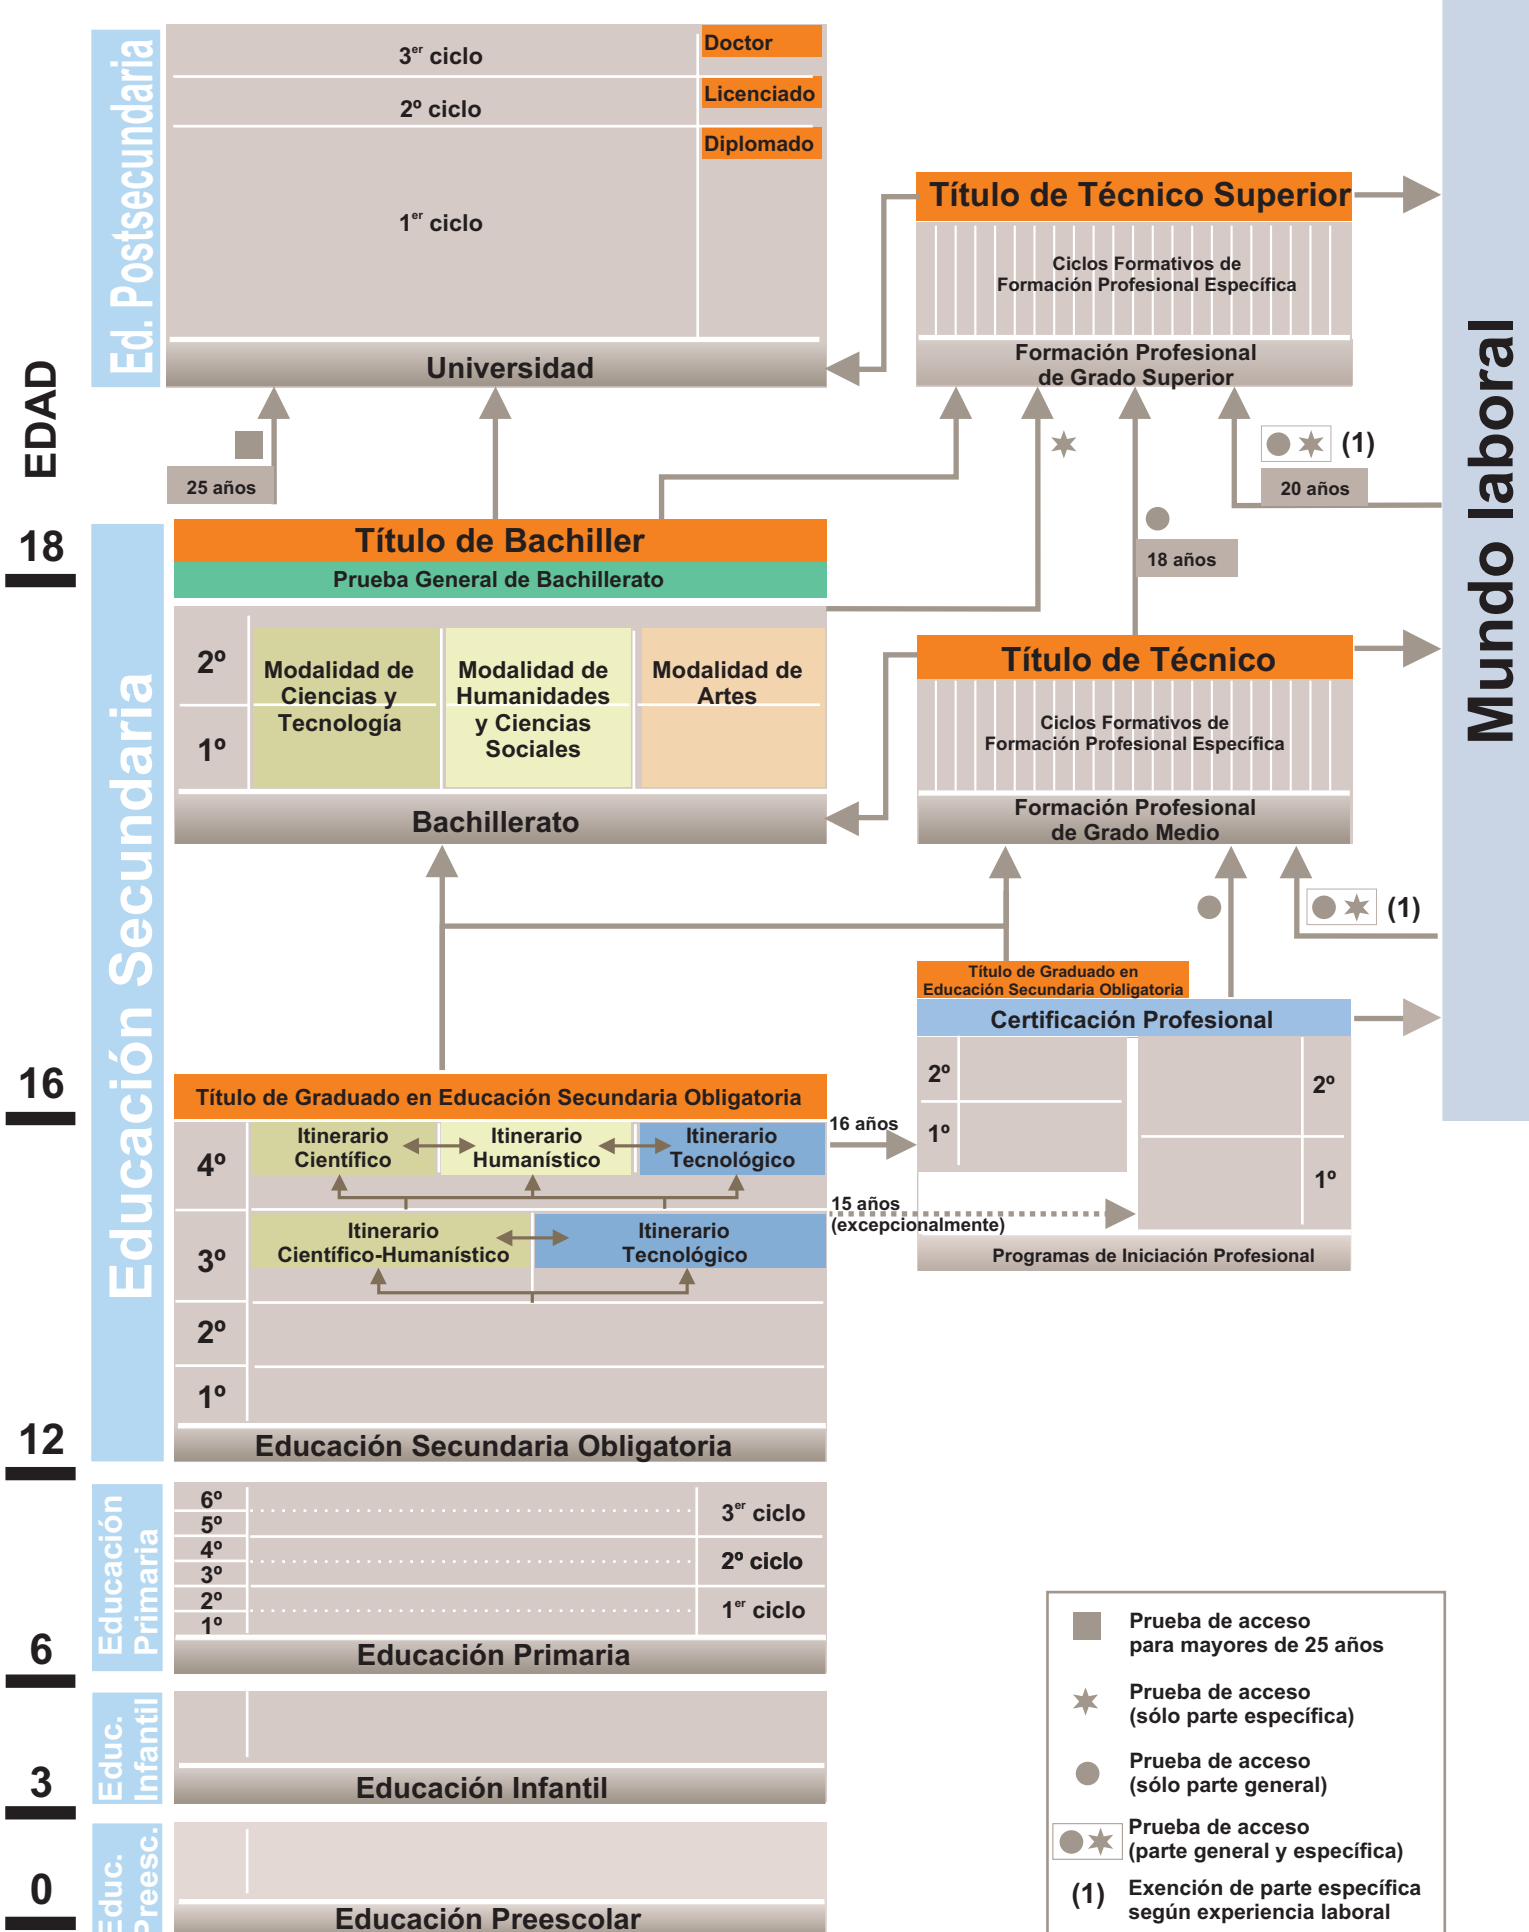 EDAD
18
16
12
6
3
0
Ed. Postsecundaria
Educación Secundaria
Educación
Primaria
Educ.
Infantil
Educ.
Preesc.
3er ciclo
Doctor
2º ciclo
Licenciado
1er ciclo
Diplomado
Universidad
25 años
Título de Técnico Superior
Ciclos Formativos de
Formación Profesional Específica
Formación Profesional
de Grado Superior
(1)
20 años
18 años
Mundo laboral
Título de Bachiller
Prueba General de Bachillerato
2º
1º
Modalidad de
Ciencias y
Tecnología
Modalidad de
Humanidades
y Ciencias
Sociales
Modalidad de
Artes
Bachillerato
Título de Técnico
Ciclos Formativos de
Formación Profesional Específica
Formación Profesional
de Grado Medio
(1)
Título de Graduado en
Educación Secundaria Obligatoria
Certificación Profesional
2º
1º
2º
1º
Programas de Iniciación Profesional
16 años
15 años
(excepcionalmente)
Título de Graduado en Educación Secundaria Obligatoria
4º
Itinerario
Científico
Itinerario
Humanístico
Itinerario
Tecnológico
3º
Itinerario
Científico-Humanístico
Itinerario
Tecnológico
2º
1º
Educación Secundaria Obligatoria
6º
5º
4º
3º
2º
1º
3er ciclo
2º ciclo
1er ciclo
Educación Primaria
Educación Infantil
Educación Preescolar
Prueba de acceso
para mayores de 25 años
Prueba de acceso
(sólo parte específica)
Prueba de acceso
(sólo parte general)
Prueba de acceso
(parte general y específica)
(1)
Exención de parte específica
según experiencia laboral